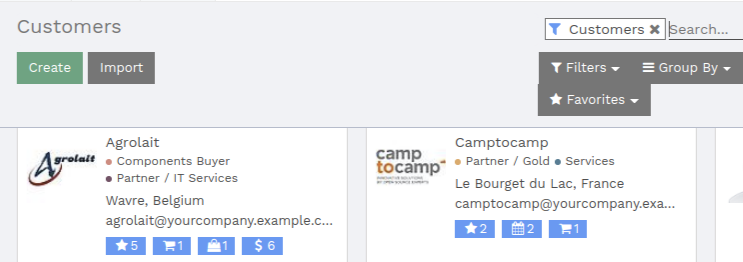 Customers
Customers Search...
Create Import
Filters Group By
Favorites
Agrolait
Components Buyer
Partner / IT Services
Wavre, Belgium
agrolait@yourcompany.example.c...
5 1 1 $ 6
Agrolait
Camptocamp
Partner / Gold Services
Le Bourget du Lac, France
camptocamp@yourcompany.exa...
2 2 1
camp
tocamp
INNOVATIVE SOLUTIONS
BY OPEN SOURCE EXPERTS